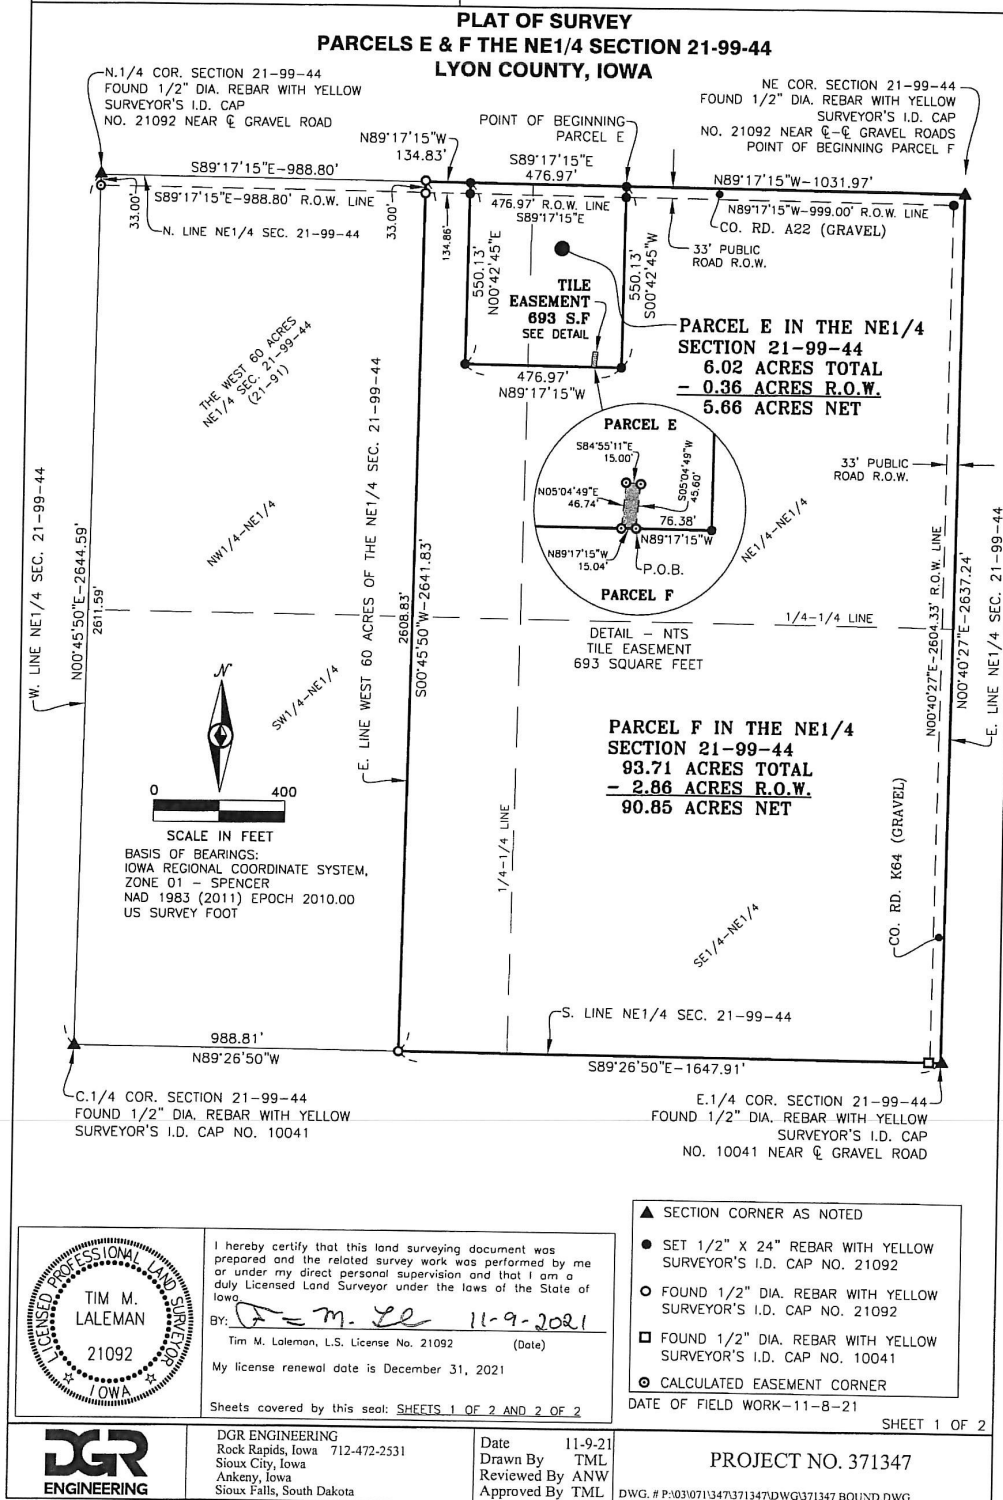 PLAT OF SURVEY
PARCELS E & F THE NE1/4 SECTION 21-99-44
LYON COUNTY, IOWA
N.1/4 COR. SECTION 21-99-44
FOUND 1/2" DIA. REBAR WITH YELLOW
SURVEYOR'S I.D. CAP
NO. 21092 NEAR ℄ GRAVEL ROAD
NE COR. SECTION 21-99-44
FOUND 1/2" DIA. REBAR WITH YELLOW
SURVEYOR'S I.D. CAP
NO. 21092 NEAR ℄-℄ GRAVEL ROADS
POINT OF BEGINNING PARCEL F
POINT OF BEGINNING
PARCEL E
N89°17'15"W
134.83'
S89°17'15"E-988.80'
S89°17'15"E
476.97'
N89°17'15"W-1031.97'
S89°17'15"E-988.80' R.O.W. LINE
476.97' R.O.W. LINE
S89°17'15"E
N89°17'15"W-999.00' R.O.W. LINE
33.00'
N. LINE NE1/4 SEC. 21-99-44
33.00'
134.86'
CO. RD. A22 (GRAVEL)
33' PUBLIC
ROAD R.O.W.
550.13'
N00°42'45"E
550.13'
S00°42'45"W
TILE
EASEMENT
693 S.F
SEE DETAIL
PARCEL E IN THE NE1/4
SECTION 21-99-44
6.02 ACRES TOTAL
- 0.36 ACRES R.O.W.
5.66 ACRES NET
476.97'
N89°17'15"W
THE WEST 60 ACRES
NE1/4 SEC. 21-99-44
(21-91)
PARCEL E
S84°55'11"E
15.00'
N05°04'49"E
46.74'
S05°04'49"W
45.60'
76.38'
N89°17'15"W
N89°17'15"W
15.04'
P.O.B.
PARCEL F
33' PUBLIC
ROAD R.O.W.
NW1/4-NE1/4
NE1/4-NE1/4
W. LINE NE1/4 SEC. 21-99-44
N00°45'50"E-2644.59'
2611.59'
E. LINE WEST 60 ACRES OF THE NE1/4 SEC. 21-99-44
2608.83'
S00°45'50"W-2641.83'
N00°40'27"E-2604.33' R.O.W. LINE
N00°40'27"E-2637.24'
E. LINE NE1/4 SEC. 21-99-44
1/4-1/4 LINE
DETAIL - NTS
TILE EASEMENT
693 SQUARE FEET
N
SW1/4-NE1/4
PARCEL F IN THE NE1/4
SECTION 21-99-44
93.71 ACRES TOTAL
- 2.86 ACRES R.O.W.
90.85 ACRES NET
0 400
SCALE IN FEET
BASIS OF BEARINGS:
IOWA REGIONAL COORDINATE SYSTEM,
ZONE 01 - SPENCER
NAD 1983 (2011) EPOCH 2010.00
US SURVEY FOOT
1/4-1/4 LINE
CO. RD. K64 (GRAVEL)
SE1/4-NE1/4
S. LINE NE1/4 SEC. 21-99-44
988.81'
N89°26'50"W
S89°26'50"E-1647.91'
C.1/4 COR. SECTION 21-99-44
FOUND 1/2" DIA. REBAR WITH YELLOW
SURVEYOR'S I.D. CAP NO. 10041
E.1/4 COR. SECTION 21-99-44
FOUND 1/2" DIA. REBAR WITH YELLOW
SURVEYOR'S I.D. CAP
NO. 10041 NEAR ℄ GRAVEL ROAD
LICENSED PROFESSIONAL LAND SURVEYOR
TIM M.
LALEMAN
21092
IOWA
I hereby certify that this land surveying document was
prepared and the related survey work was performed by me
or under my direct personal supervision and that I am a
duly Licensed Land Surveyor under the laws of the State of
Iowa.
BY: 11-9-2021
Tim M. Laleman, L.S. License No. 21092 (Date)
My license renewal date is December 31, 2021
Sheets covered by this seal: SHEETS 1 OF 2 AND 2 OF 2
SECTION CORNER AS NOTED
SET 1/2" X 24" REBAR WITH YELLOW
SURVEYOR'S I.D. CAP NO. 21092
FOUND 1/2" DIA. REBAR WITH YELLOW
SURVEYOR'S I.D. CAP NO. 21092
FOUND 1/2" DIA. REBAR WITH YELLOW
SURVEYOR'S I.D. CAP NO. 10041
CALCULATED EASEMENT CORNER
DATE OF FIELD WORK-11-8-21
SHEET 1 OF 2
DGR
ENGINEERING
DGR ENGINEERING
Rock Rapids, Iowa 712-472-2531
Sioux City, Iowa
Ankeny, Iowa
Sioux Falls, South Dakota
Date 11-9-21
Drawn By TML
Reviewed By ANW
Approved By TML
PROJECT NO. 371347
DWG. # P:\03\071\347\371347\DWG\371347 BOUND.DWG